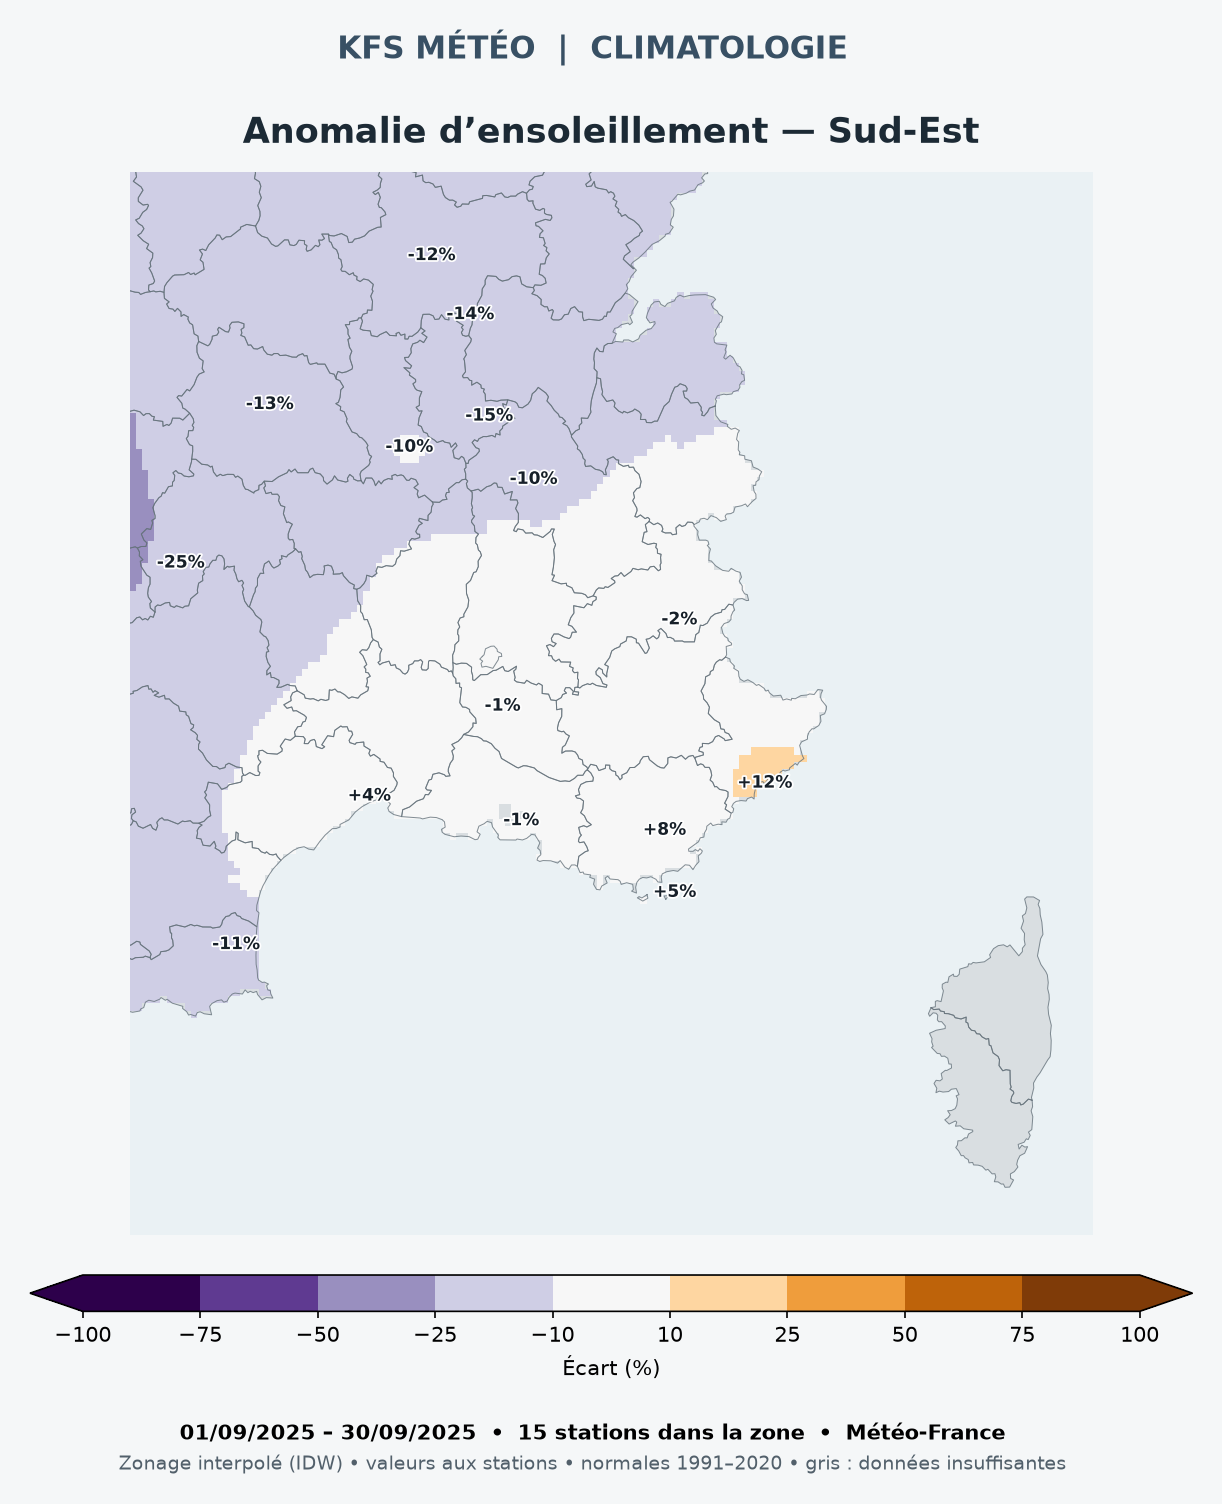 KFS MÉTÉO | CLIMATOLOGIE
Anomalie d’ensoleillement — Sud-Est
-12%
-14%
-13%
-15%
-10%
-10%
-25%
-2%
-1%
+12%
+4%
-1%
+8%
+5%
-11%
−100 −75 −50 −25 −10 10 25 50 75 100
Écart (%)
01/09/2025 – 30/09/2025 • 15 stations dans la zone • Météo-France
Zonage interpolé (IDW) • valeurs aux stations • normales 1991–2020 • gris : données insuffisantes